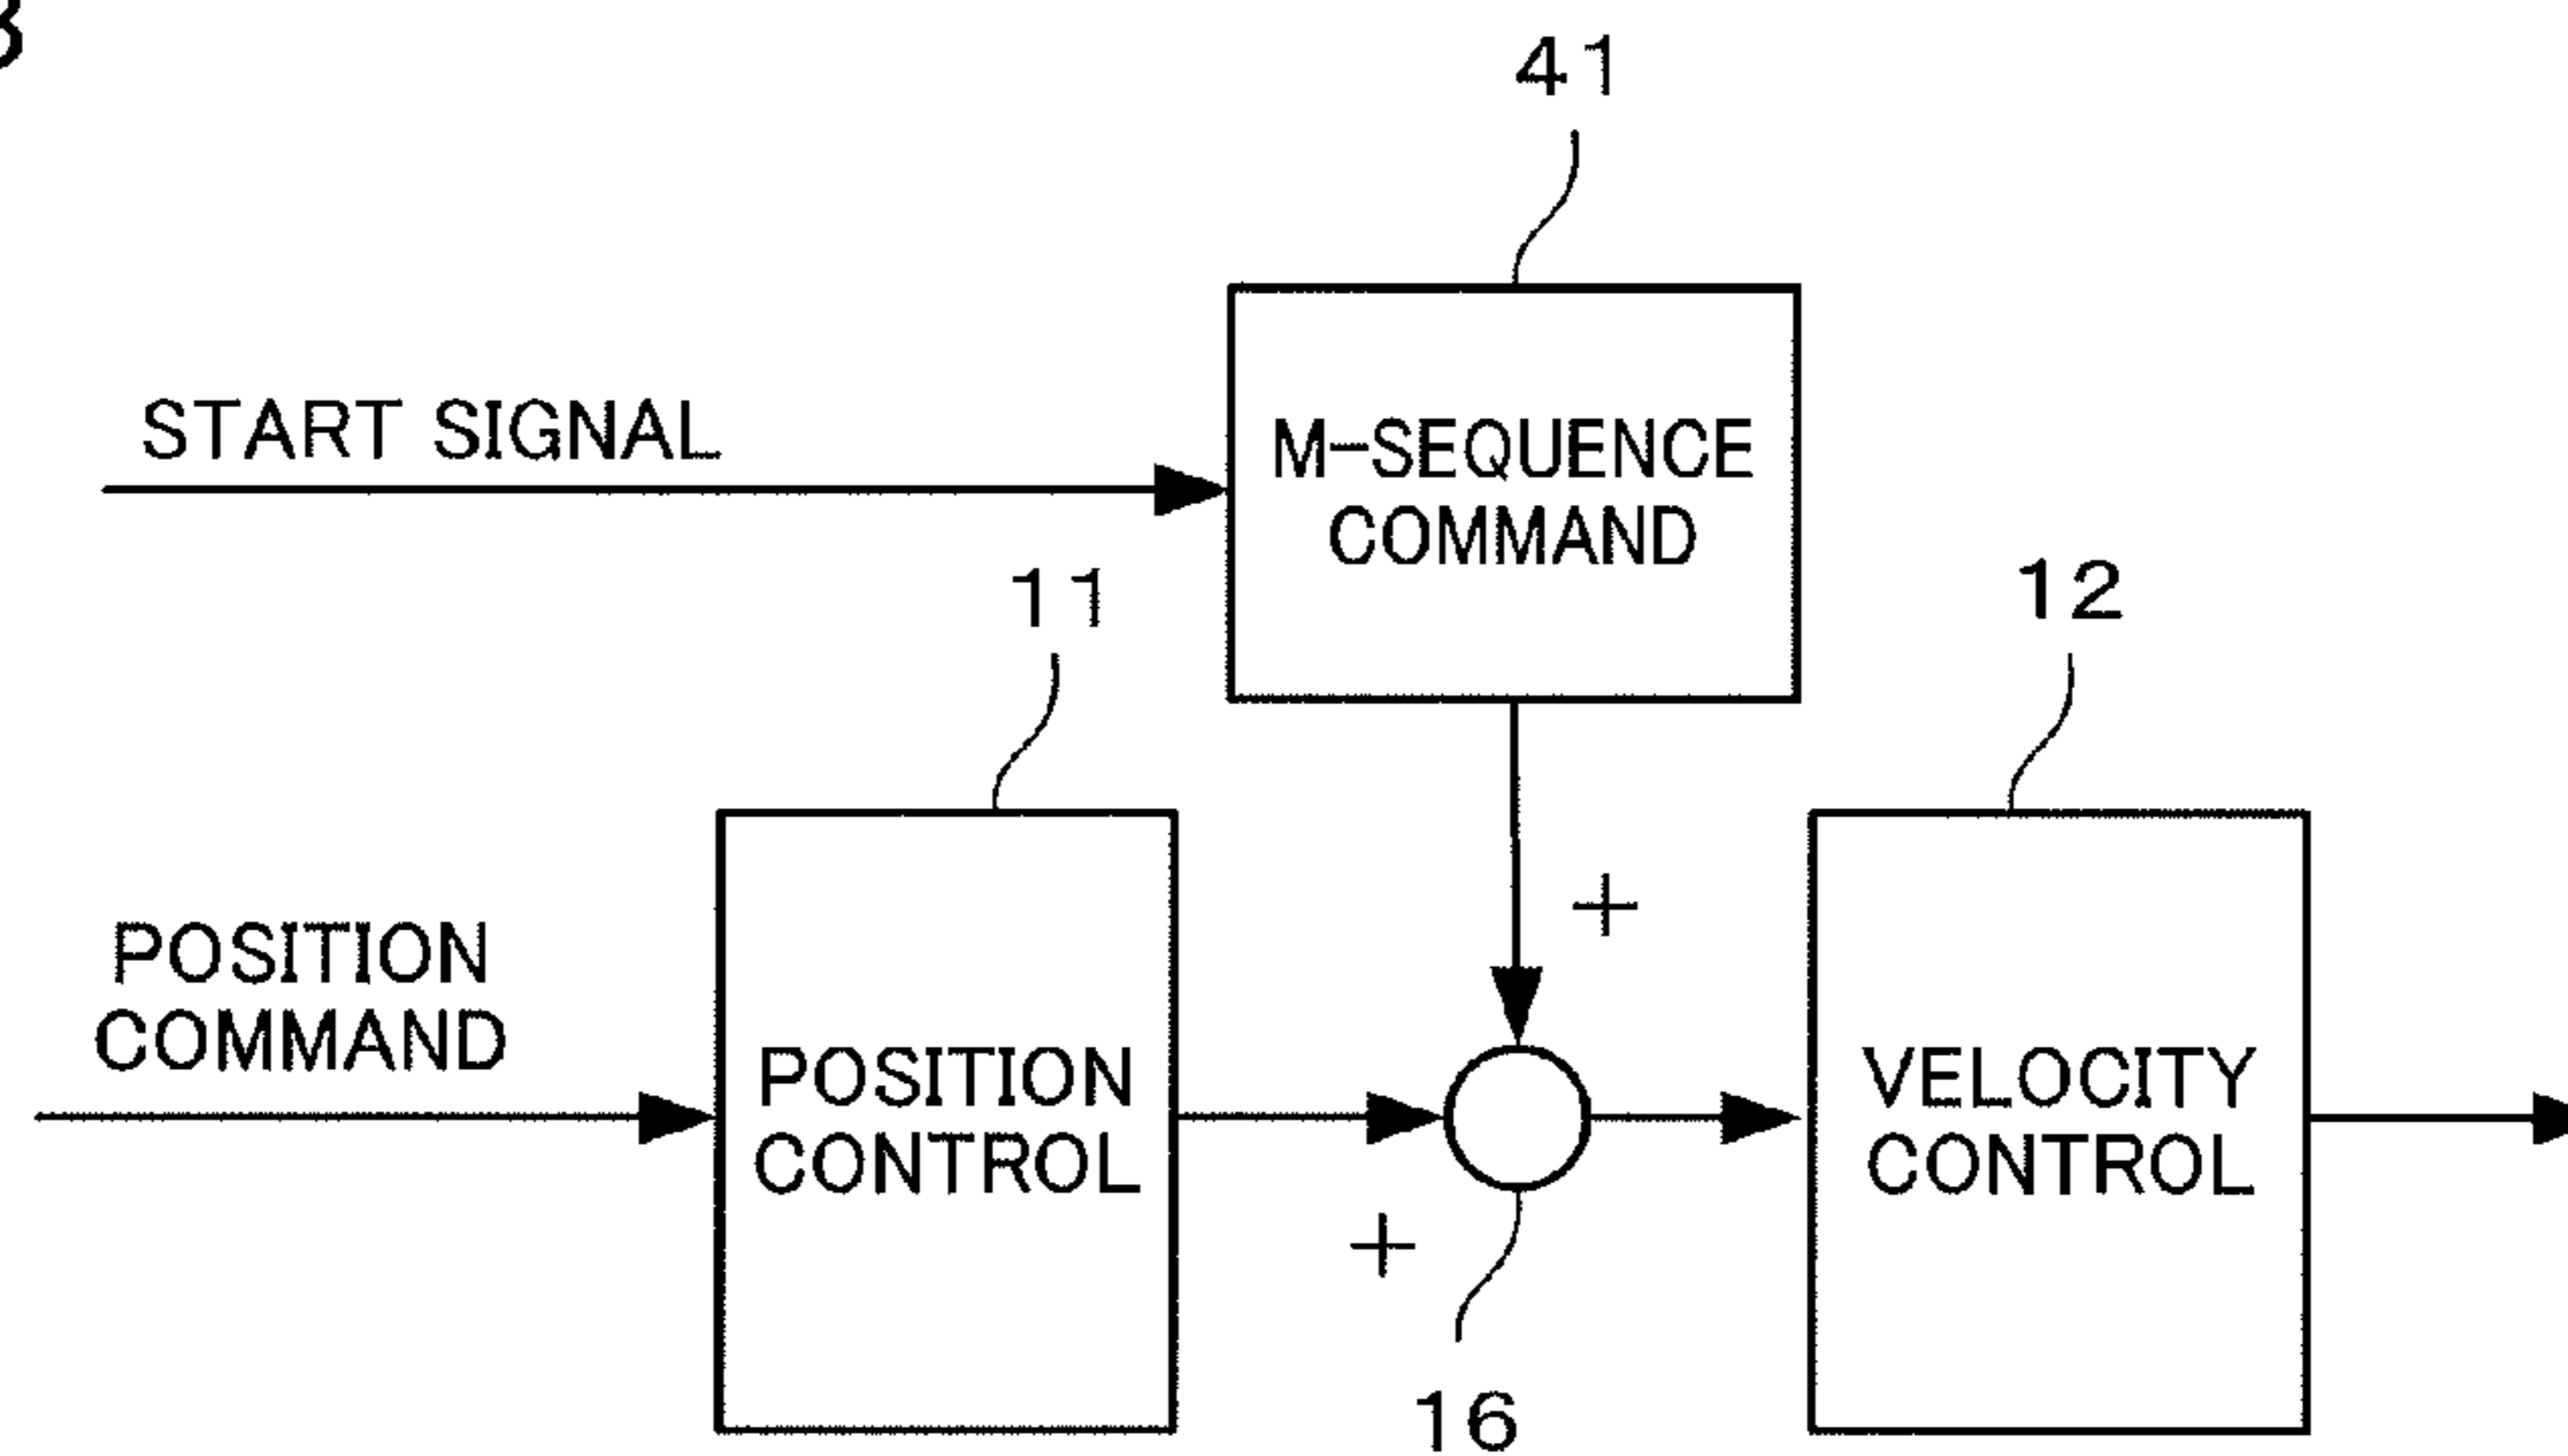 41
START SIGNAL
M-SEQUENCE
COMMAND
11
12
+
POSITION
COMMAND
POSITION
CONTROL
VELOCITY
CONTROL
+
16